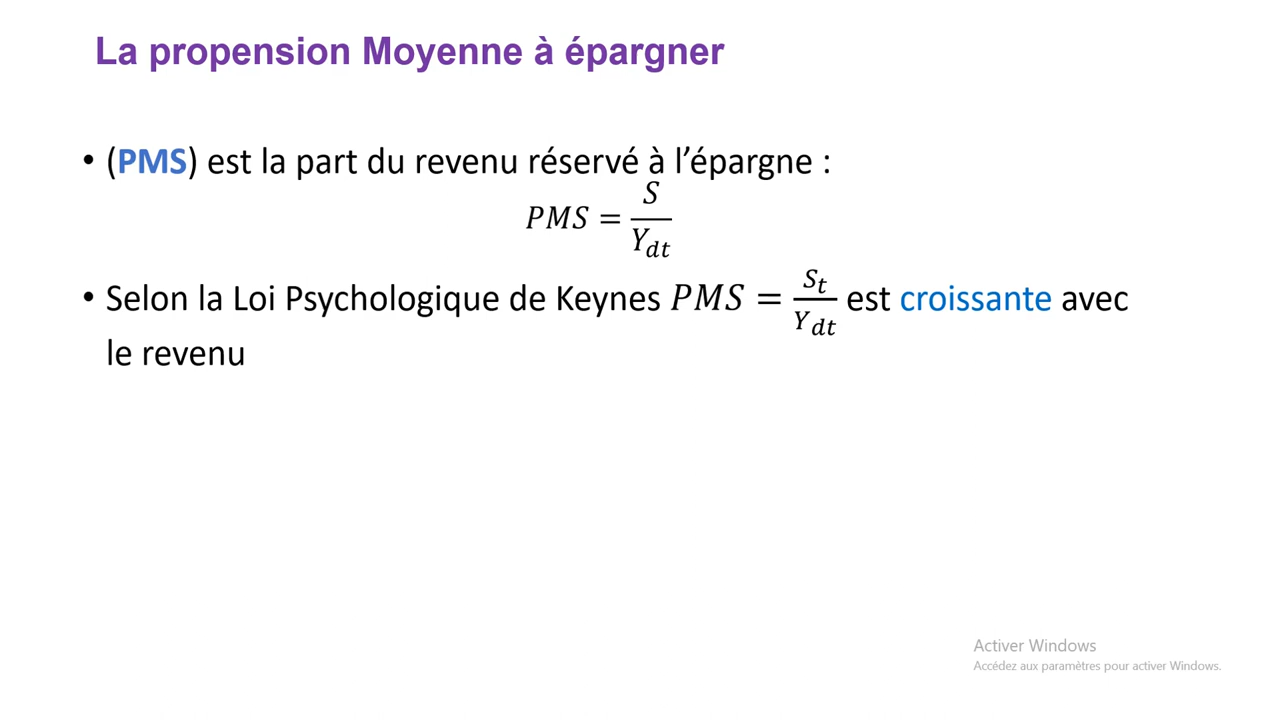 La propension Moyenne à épargner
• (PMS) est la part du revenu réservé à l’épargne :
PMS = S / Y_dt
• Selon la Loi Psychologique de Keynes PMS = S_t / Y_dt est croissante avec
le revenu
Activer Windows
Accédez aux paramètres pour activer Windows.